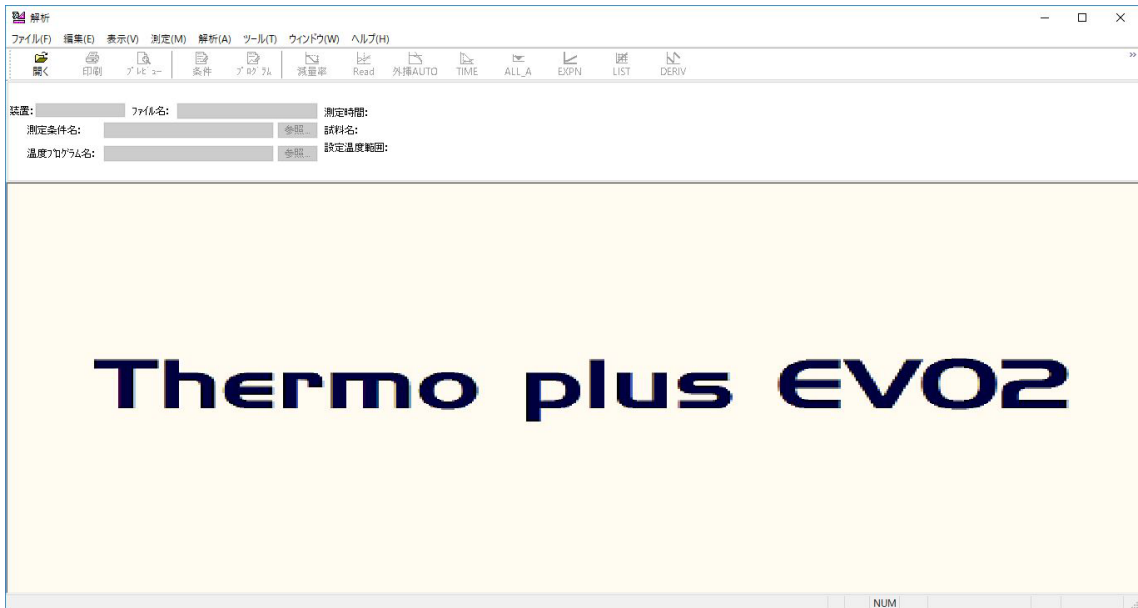 解析
ファイル(F) 編集(E) 表示(V) 測定(M) 解析(A) ツール(T) ウィンドウ(W) ヘルプ(H)
開く 印刷 プレビュー 条件 プログラム 減量率 Read 外挿AUTO TIME ALL_A EXPN LIST DERIV
装置: ファイル名: 測定時間:
測定条件名: 参照... 試料名:
温度プログラム名: 参照... 設定温度範囲:
Thermo plus EVO2
NUM